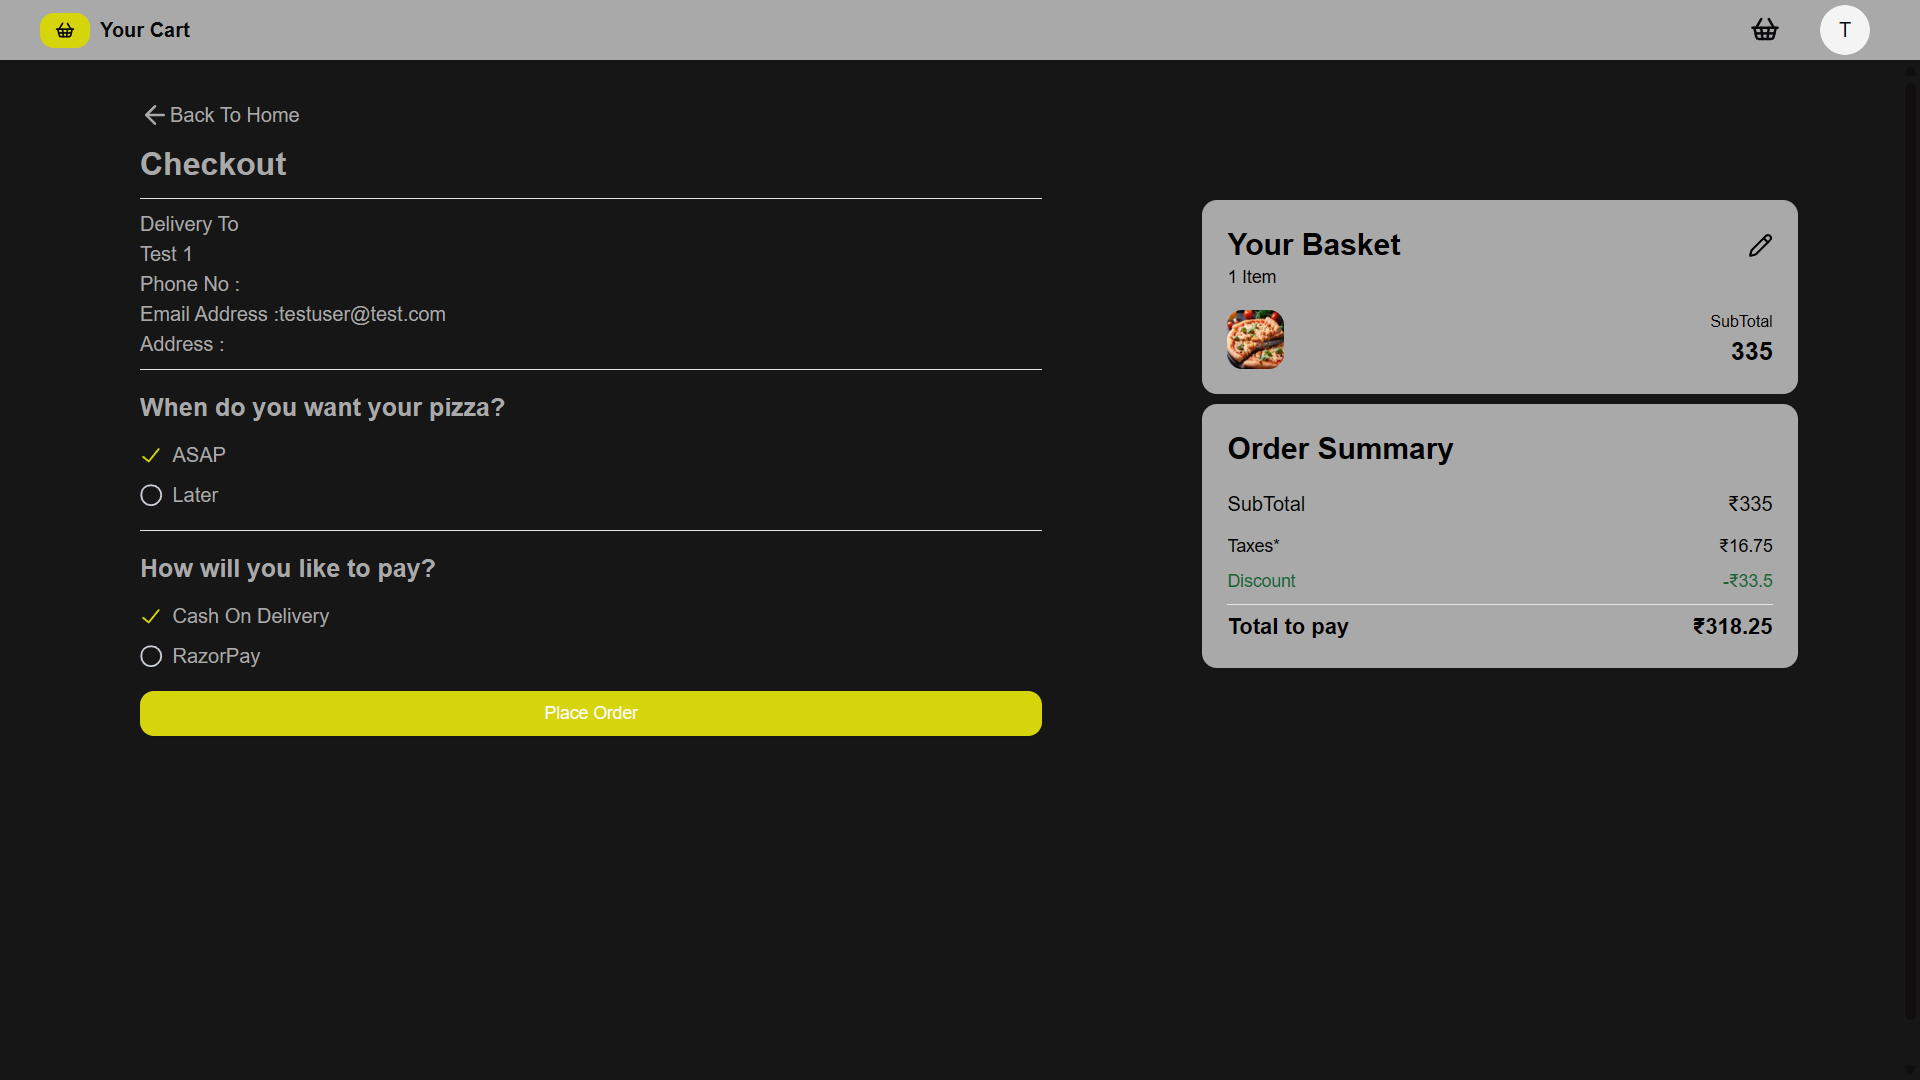 Your Cart
T
Back To Home
Checkout
Delivery To
Test 1
Phone No :
Email Address :testuser@test.com
Address :
When do you want your pizza?
ASAP
Later
How will you like to pay?
Cash On Delivery
RazorPay
Place Order
Your Basket
1 Item
SubTotal
335
Order Summary
SubTotal ₹335
Taxes* ₹16.75
Discount -₹33.5
Total to pay ₹318.25